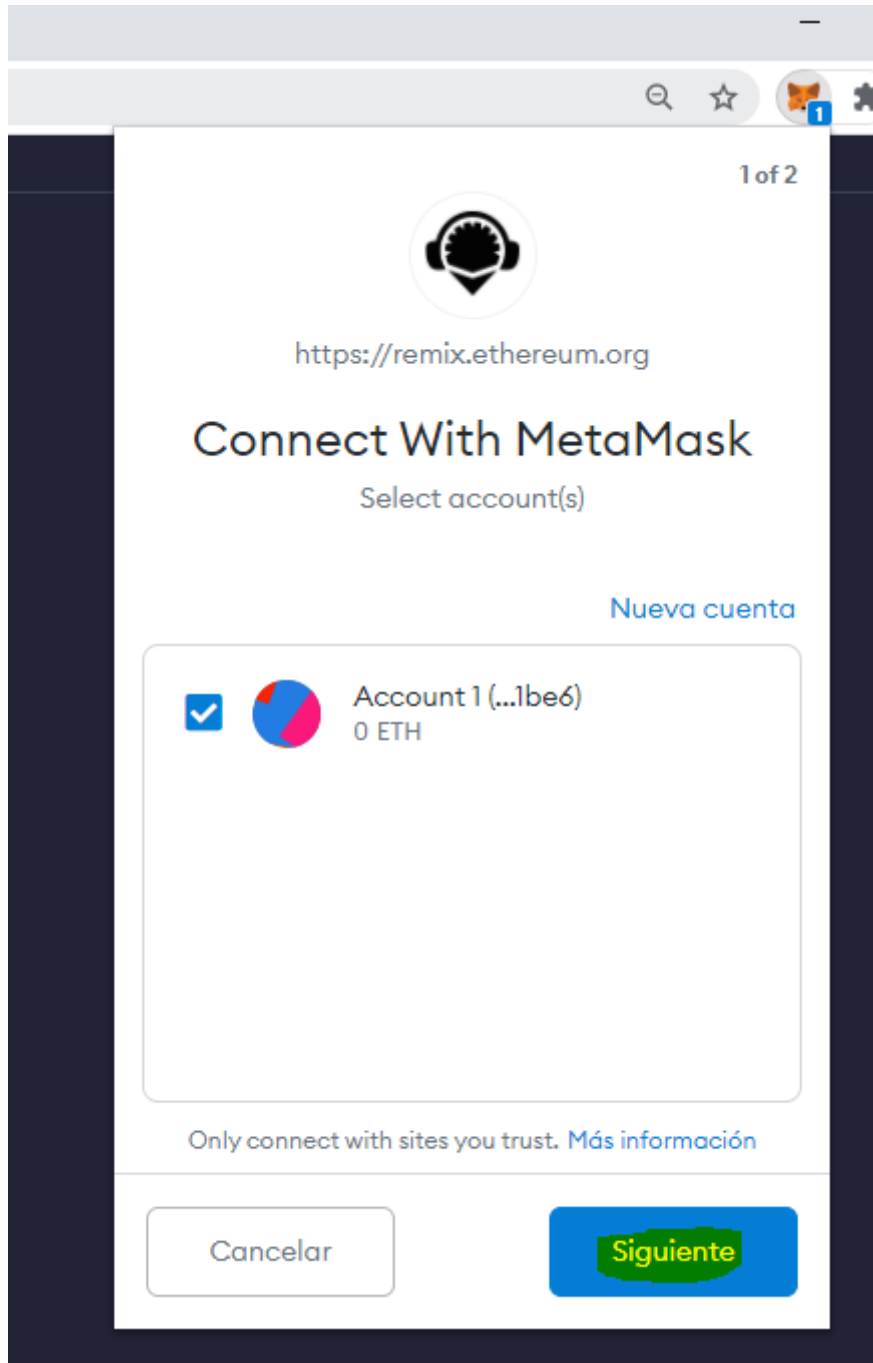 1
1 of 2
https://remix.ethereum.org
Connect With MetaMask
Select account(s)
Nueva cuenta
Account 1 (...1be6)
0 ETH
Only connect with sites you trust. Más información
Cancelar
Siguiente